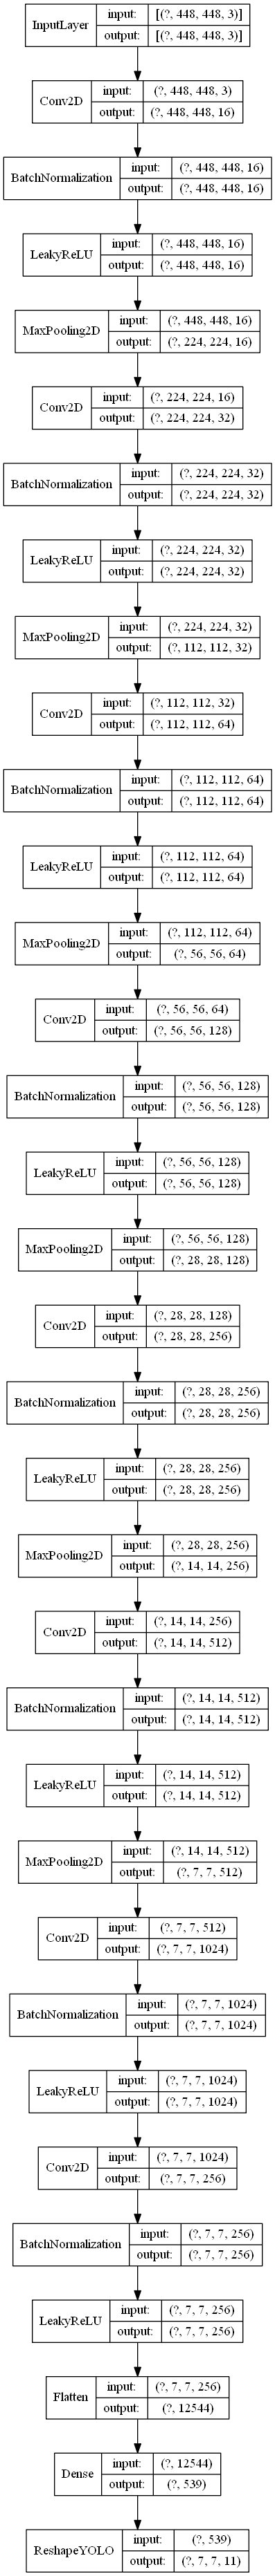 InputLayer input: [(?, 448, 448, 3)]
output: [(?, 448, 448, 3)]
Conv2D input: (?, 448, 448, 3)
output: (?, 448, 448, 16)
BatchNormalization input: (?, 448, 448, 16)
output: (?, 448, 448, 16)
LeakyReLU input: (?, 448, 448, 16)
output: (?, 448, 448, 16)
MaxPooling2D input: (?, 448, 448, 16)
output: (?, 224, 224, 16)
Conv2D input: (?, 224, 224, 16)
output: (?, 224, 224, 32)
BatchNormalization input: (?, 224, 224, 32)
output: (?, 224, 224, 32)
LeakyReLU input: (?, 224, 224, 32)
output: (?, 224, 224, 32)
MaxPooling2D input: (?, 224, 224, 32)
output: (?, 112, 112, 32)
Conv2D input: (?, 112, 112, 32)
output: (?, 112, 112, 64)
BatchNormalization input: (?, 112, 112, 64)
output: (?, 112, 112, 64)
LeakyReLU input: (?, 112, 112, 64)
output: (?, 112, 112, 64)
MaxPooling2D input: (?, 112, 112, 64)
output: (?, 56, 56, 64)
Conv2D input: (?, 56, 56, 64)
output: (?, 56, 56, 128)
BatchNormalization input: (?, 56, 56, 128)
output: (?, 56, 56, 128)
LeakyReLU input: (?, 56, 56, 128)
output: (?, 56, 56, 128)
MaxPooling2D input: (?, 56, 56, 128)
output: (?, 28, 28, 128)
Conv2D input: (?, 28, 28, 128)
output: (?, 28, 28, 256)
BatchNormalization input: (?, 28, 28, 256)
output: (?, 28, 28, 256)
LeakyReLU input: (?, 28, 28, 256)
output: (?, 28, 28, 256)
MaxPooling2D input: (?, 28, 28, 256)
output: (?, 14, 14, 256)
Conv2D input: (?, 14, 14, 256)
output: (?, 14, 14, 512)
BatchNormalization input: (?, 14, 14, 512)
output: (?, 14, 14, 512)
LeakyReLU input: (?, 14, 14, 512)
output: (?, 14, 14, 512)
MaxPooling2D input: (?, 14, 14, 512)
output: (?, 7, 7, 512)
Conv2D input: (?, 7, 7, 512)
output: (?, 7, 7, 1024)
BatchNormalization input: (?, 7, 7, 1024)
output: (?, 7, 7, 1024)
LeakyReLU input: (?, 7, 7, 1024)
output: (?, 7, 7, 1024)
Conv2D input: (?, 7, 7, 1024)
output: (?, 7, 7, 256)
BatchNormalization input: (?, 7, 7, 256)
output: (?, 7, 7, 256)
LeakyReLU input: (?, 7, 7, 256)
output: (?, 7, 7, 256)
Flatten input: (?, 7, 7, 256)
output: (?, 12544)
Dense input: (?, 12544)
output: (?, 539)
ReshapeYOLO input: (?, 539)
output: (?, 7, 7, 11)